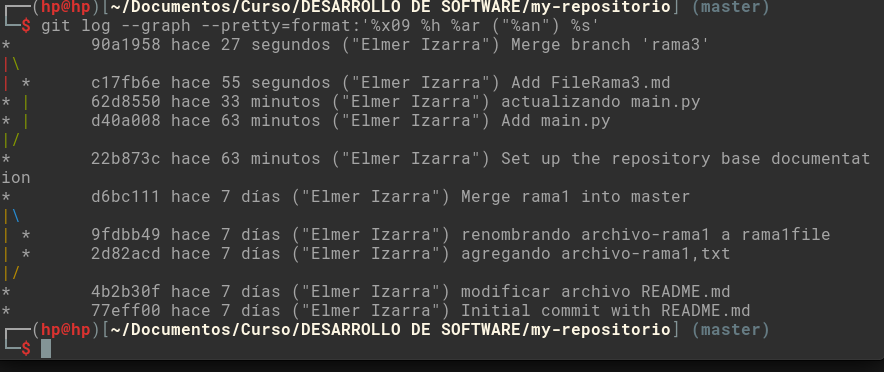 ┌──(hp@hp)[~/Documentos/Curso/DESARROLLO DE SOFTWARE/my-repositorio] (master)
└─$ git log --graph --pretty=format:'%x09 %h %ar ("%an") %s'
*       90a1958 hace 27 segundos ("Elmer Izarra") Merge branch 'rama3'
|\
| *     c17fb6e hace 55 segundos ("Elmer Izarra") Add FileRama3.md
* |     62d8550 hace 33 minutos ("Elmer Izarra") actualizando main.py
* |     d40a008 hace 63 minutos ("Elmer Izarra") Add main.py
|/
*       22b873c hace 63 minutos ("Elmer Izarra") Set up the repository base documentat
ion
*       d6bc111 hace 7 días ("Elmer Izarra") Merge rama1 into master
|\
| *     9fdbb49 hace 7 días ("Elmer Izarra") renombrando archivo-rama1 a rama1file
| *     2d82acd hace 7 días ("Elmer Izarra") agregando archivo-rama1,txt
|/
*       4b2b30f hace 7 días ("Elmer Izarra") modificar archivo README.md
*       77eff00 hace 7 días ("Elmer Izarra") Initial commit with README.md
┌──(hp@hp)[~/Documentos/Curso/DESARROLLO DE SOFTWARE/my-repositorio] (master)
└─$